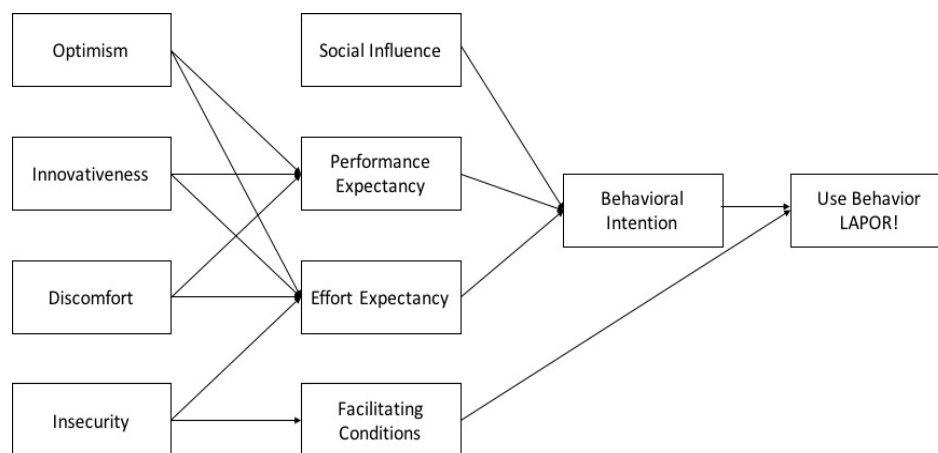 Optimism
Social Influence
Innovativeness
Performance
Expectancy
Behavioral
Intention
Use Behavior
LAPOR!
Discomfort
Effort Expectancy
Insecurity
Facilitating
Conditions